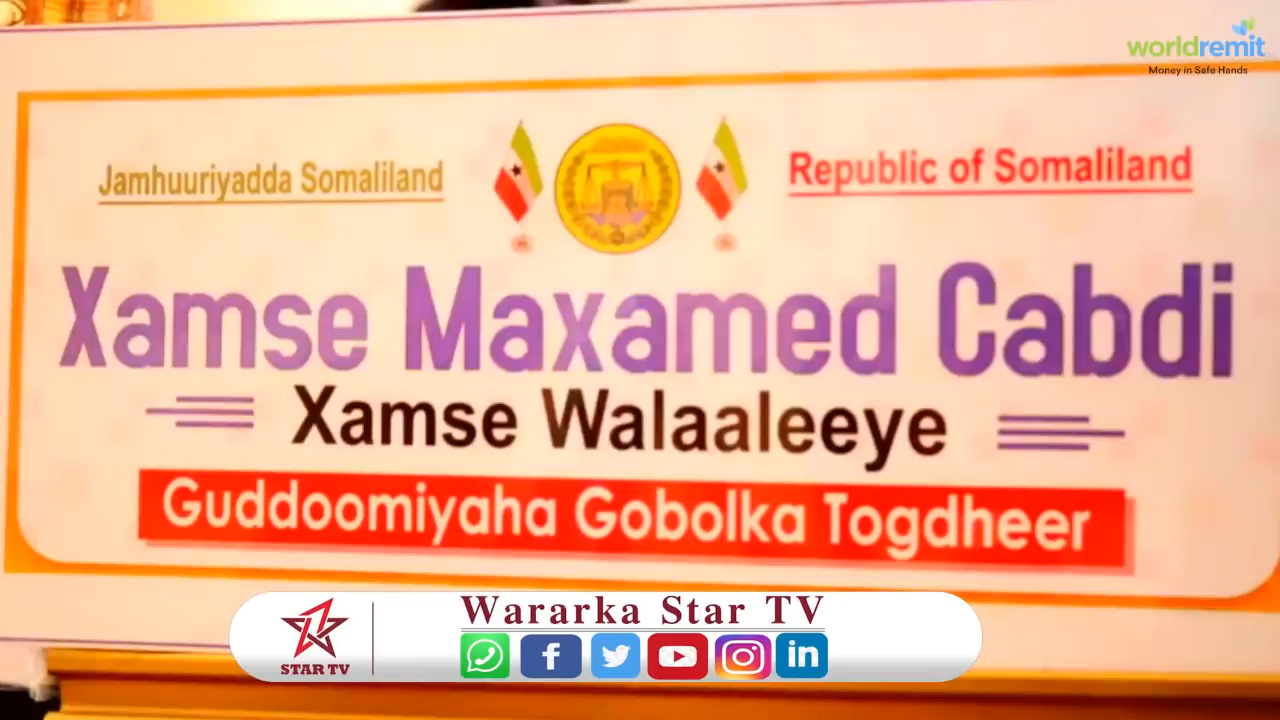 worldremit
Money in Safe Hands
Jamhuuriyadda Somaliland
Republic of Somaliland
Xamse Maxamed Cabdi
Xamse Walaaleeye
Guddoomiyaha Gobolka Togdheer
Wararka Star TV
STAR TV